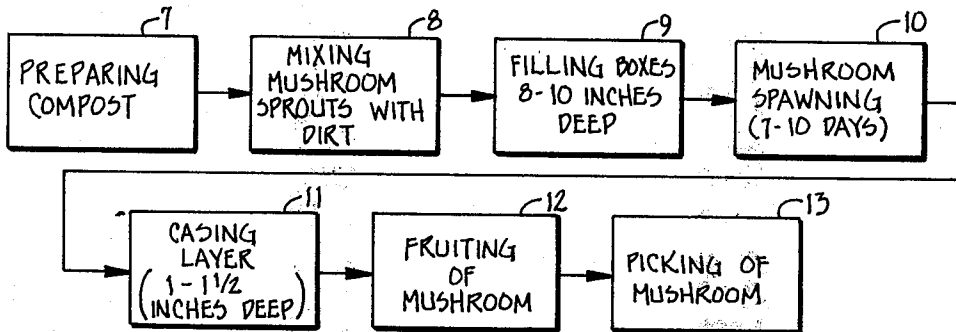 7
PREPARING
COMPOST
8
MIXING
MUSHROOM
SPROUTS WITH
DIRT
9
FILLING BOXES
8-10 INCHES
DEEP
10
MUSHROOM
SPAWNING
(7-10 DAYS)
11
CASING
LAYER
(1-1 1/2
INCHES DEEP)
12
FRUITING
OF
MUSHROOM
13
PICKING OF
MUSHROOM